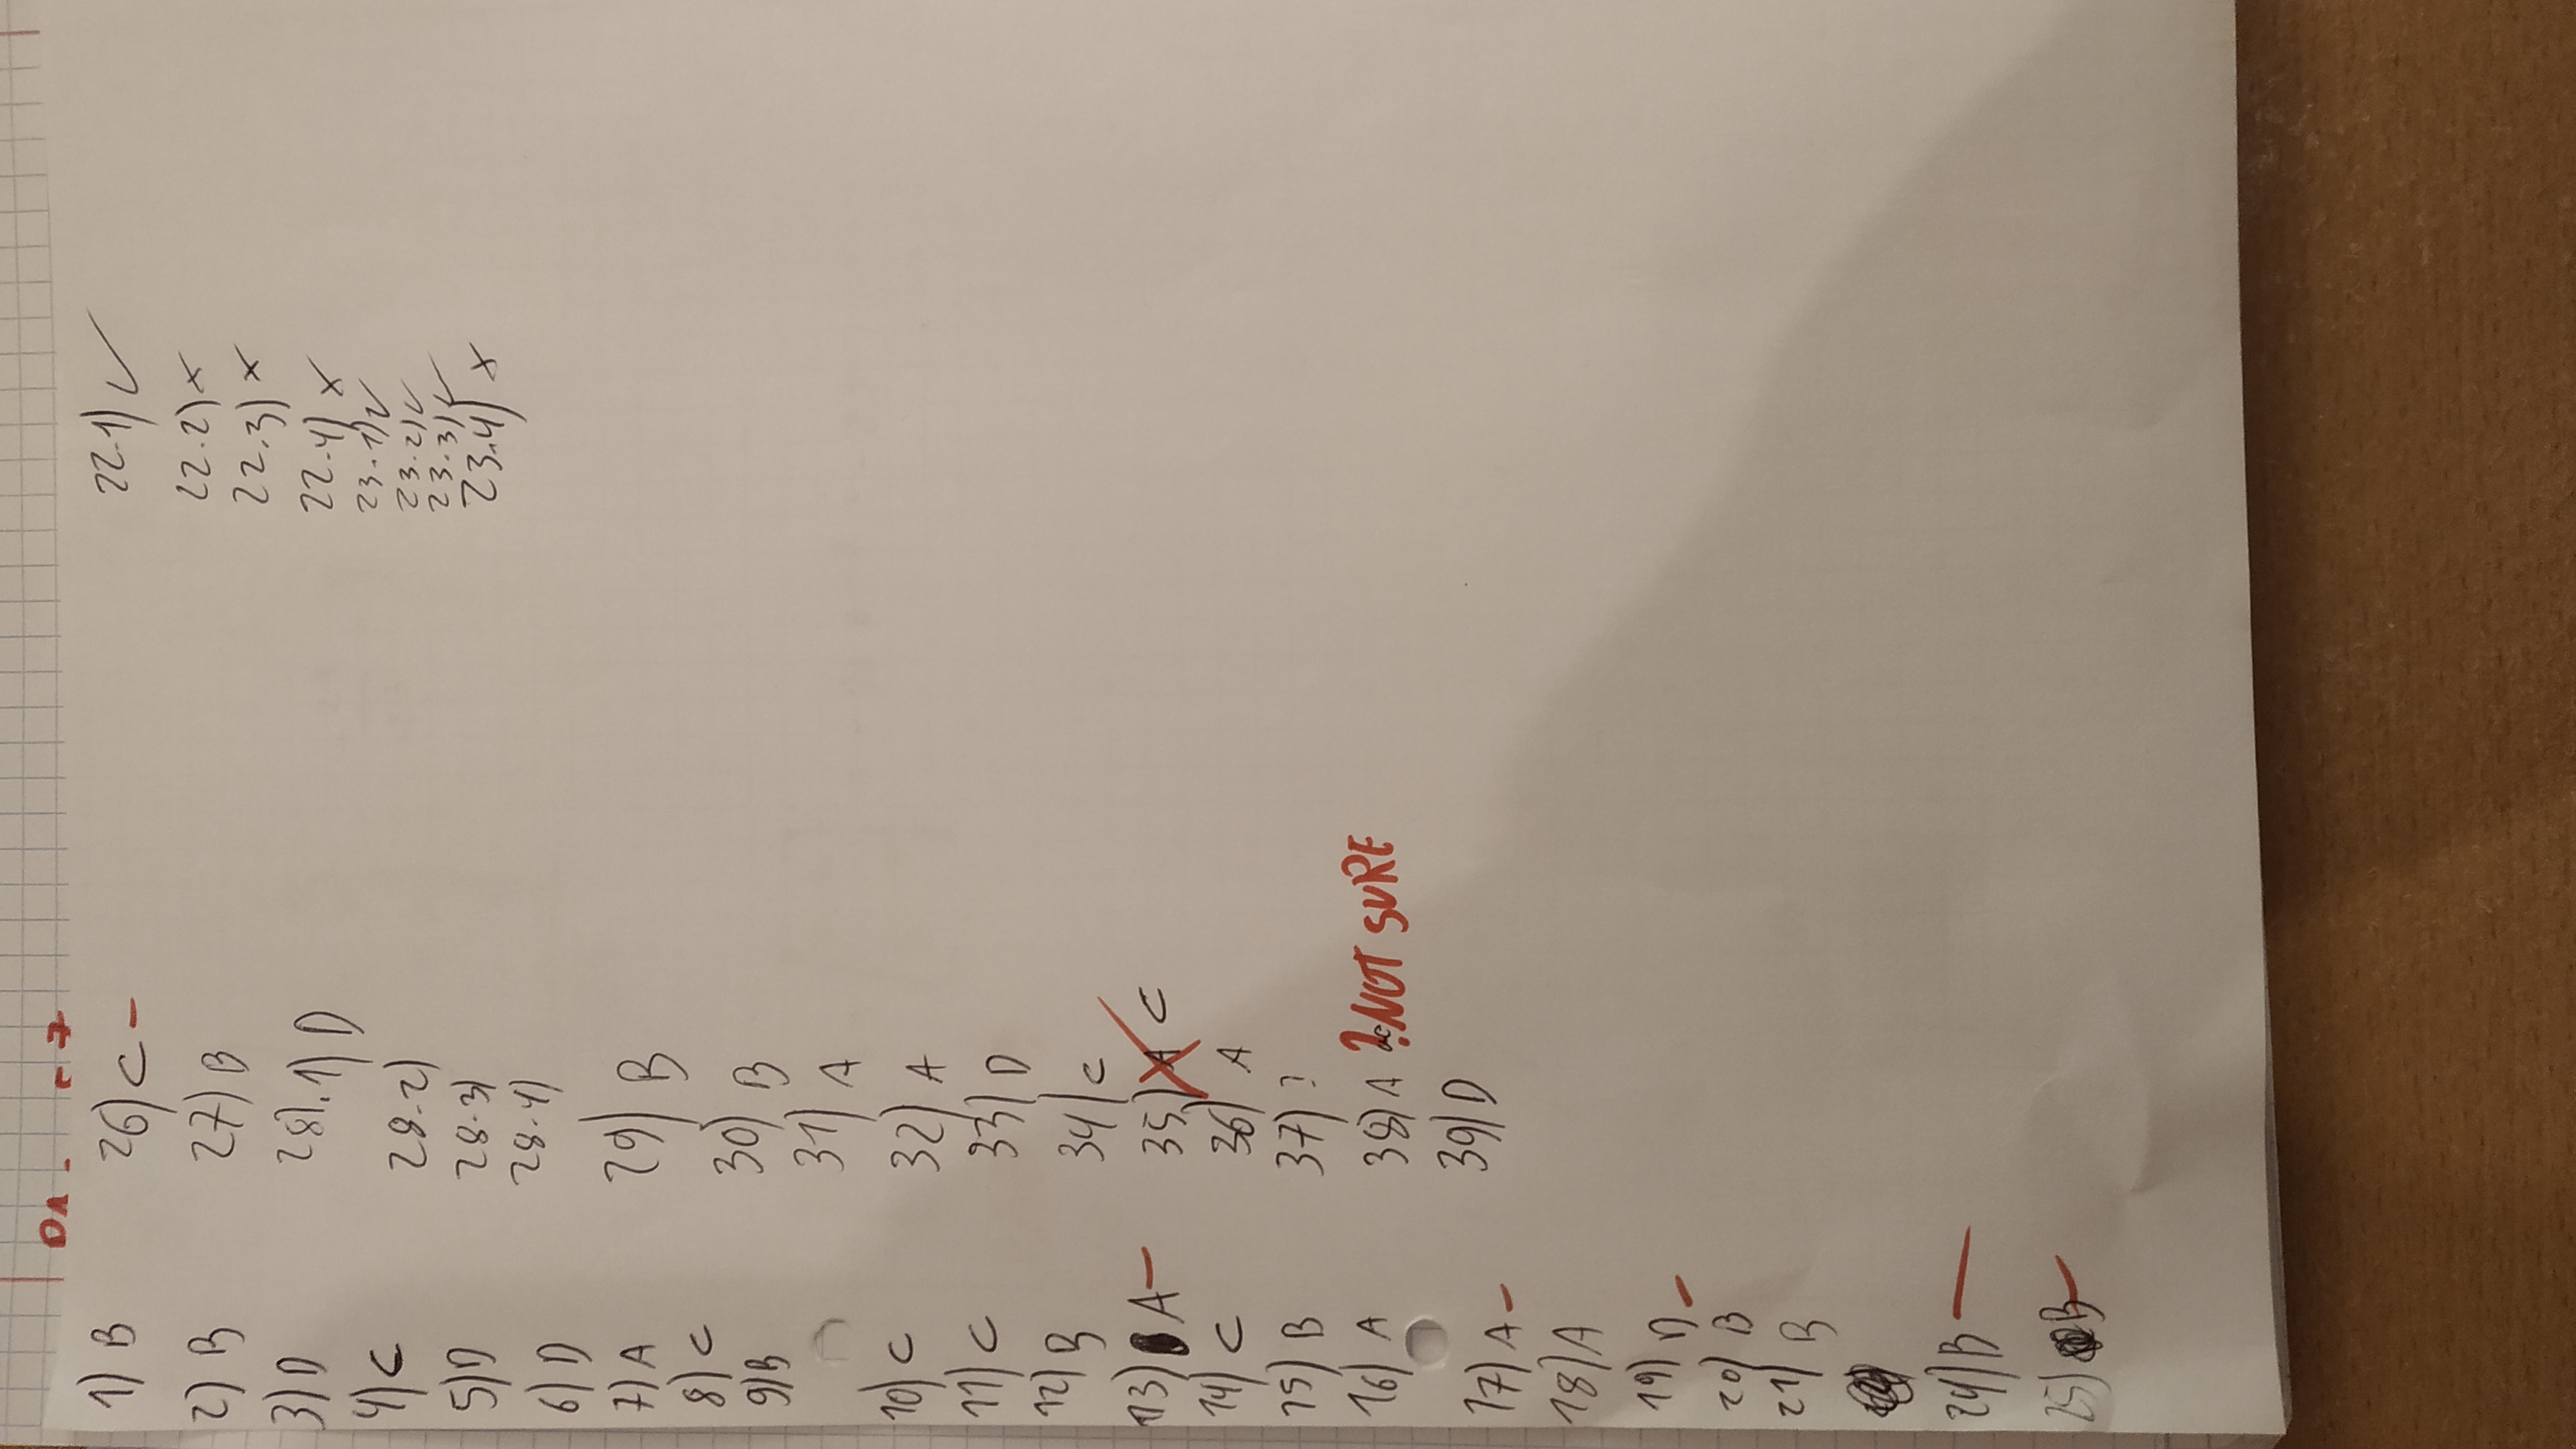 1) B
2) B
3) D
4) C
5) D
6) D
7) A
8) C
9) B
10) C
11) C
12) B
13) A -
14) C
15) B
16) A
17) A -
18) A
19) D -
20) B
21) B
24) B -
25) B -
26) C -
27) B
28).1) D
28.2)
28.3)
28.4)
29) B
30) B
31) A
32) A
33) D
34) C
35) A C
36) A
37) ?
38) A ? NOT SURE
39) D
22.1) ✓
22.2) ×
22.3) ×
22.4) ×
23.1) ✓
23.2) ✓
23.3) ✓
23.4) ×